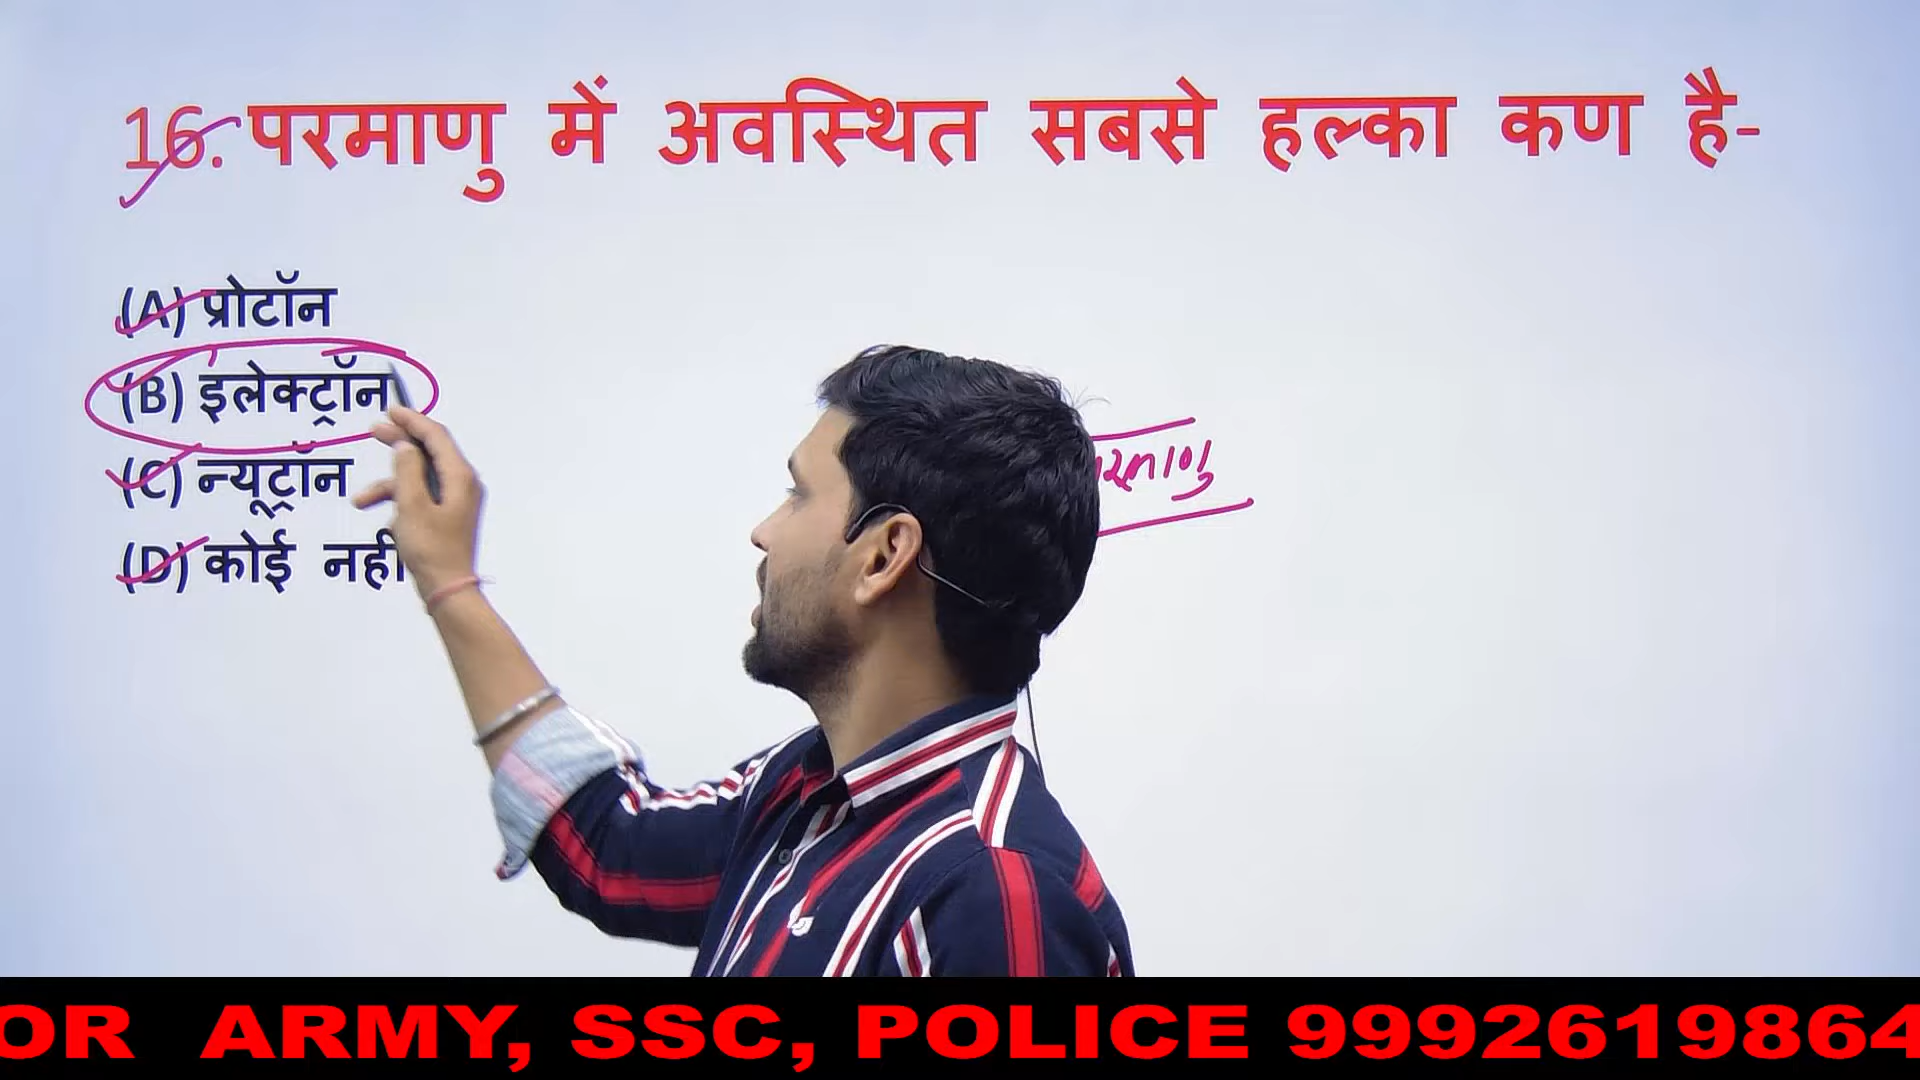 16. परमाणु में अवस्थित सबसे हल्का कण है-
(A) प्रोटॉन
(B) इलेक्ट्रॉन
(C) न्यूट्रॉन
(D) कोई नही
OR ARMY, SSC, POLICE 9992619864